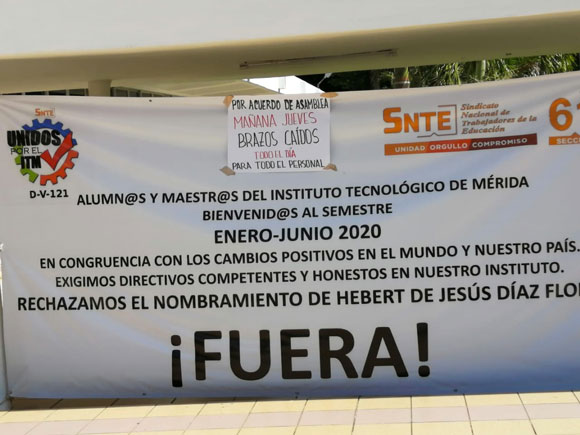 SNTE
UNIDOS
POR EL
ITM
D-V-121
POR ACUERDO DE ASAMBLEA
MAÑANA JUEVES
BRAZOS CAÍDOS
TODO EL DÍA
PARA TODO EL PERSONAL
SNTE
Sindicato
Nacional de
Trabajadores de la
Educación
UNIDAD ORGULLO COMPROMISO
ALUMN@S Y MAESTR@S DEL INSTITUTO TECNOLÓGICO DE MÉRIDA
BIENVENID@S AL SEMESTRE
ENERO-JUNIO 2020
EN CONGRUENCIA CON LOS CAMBIOS POSITIVOS EN EL MUNDO Y NUESTRO PAÍS.
EXIGIMOS DIRECTIVOS COMPETENTES Y HONESTOS EN NUESTRO INSTITUTO.
RECHAZAMOS EL NOMBRAMIENTO DE HEBERT DE JESÚS DÍAZ FLO
¡FUERA!